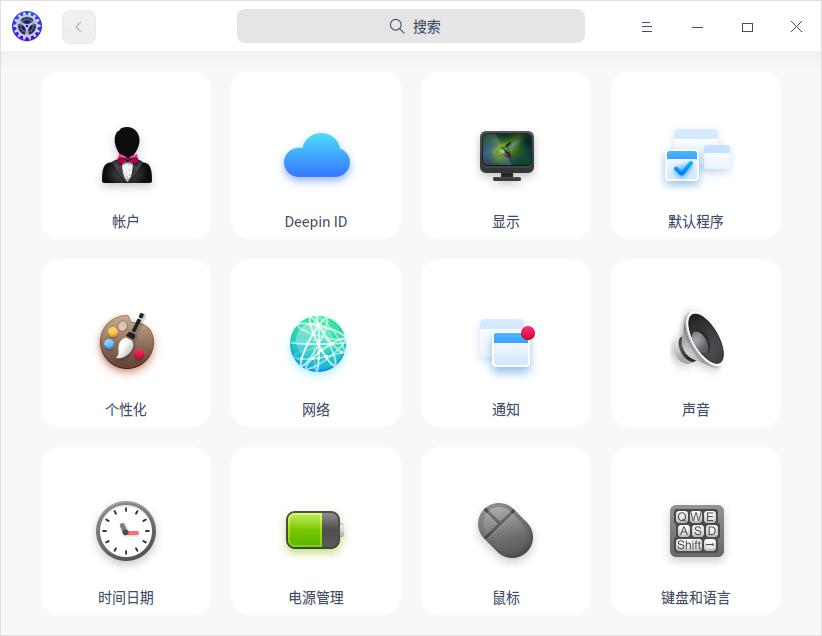 搜索
帐户
Deepin ID
显示
默认程序
个性化
网络
通知
声音
时间日期
电源管理
鼠标
Q W E
A S D
Shift →
键盘和语言